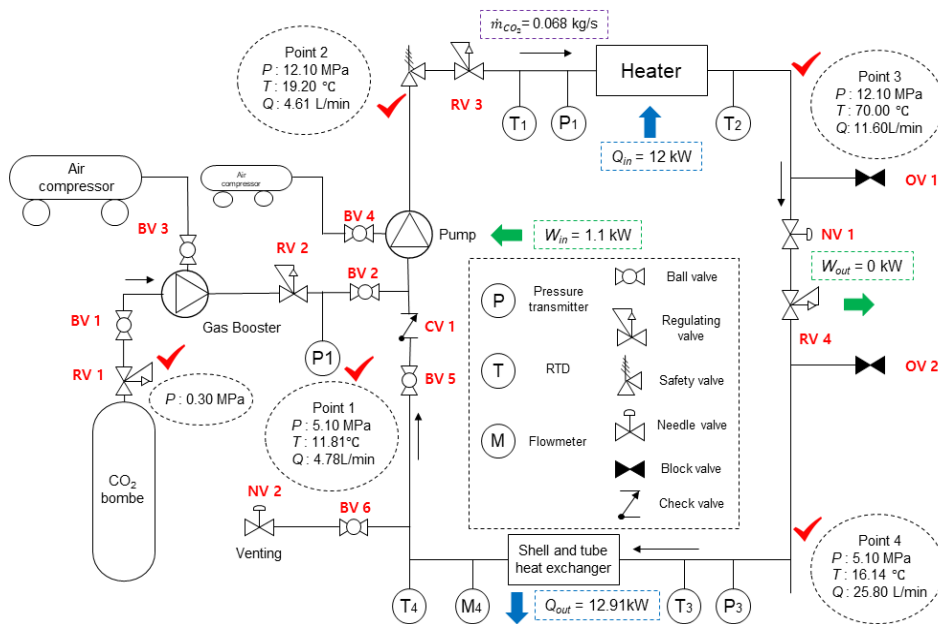 ṁCO₂= 0.068 kg/s
Point 2
P : 12.10 MPa
T : 19.20 ℃
Q : 4.61 L/min
RV 3
T1
P1
Heater
T2
Point 3
P : 12.10 MPa
T : 70.00 ℃
Q : 11.60L/min
Qin = 12 kW
OV 1
Air
compressor
Air
compressor
BV 3
BV 4
Pump
Win = 1.1 kW
NV 1
Wout = 0 kW
RV 2
BV 2
Gas Booster
BV 1
CV 1
RV 4
P1
RV 1
BV 5
OV 2
P : 0.30 MPa
Point 1
P : 5.10 MPa
T : 11.81℃
Q : 4.78L/min
P
Pressure
transmitter
Ball valve
Regulating
valve
T
RTD
Safety valve
M
Flowmeter
Needle valve
Block valve
Check valve
CO2
bombe
NV 2
BV 6
Venting
Shell and tube
heat exchanger
Point 4
P : 5.10 MPa
T : 16.14 ℃
Q : 25.80 L/min
T4
M4
Qout = 12.91kW
T3
P3